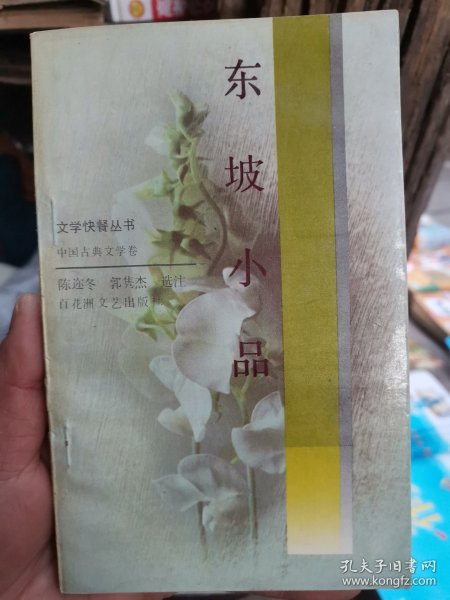 东坡小品
文学快餐丛书
中国古典文学卷
陈迩冬 郭隽杰 选注
百花洲文艺出版社
孔夫子旧书网
www.kongfz.com